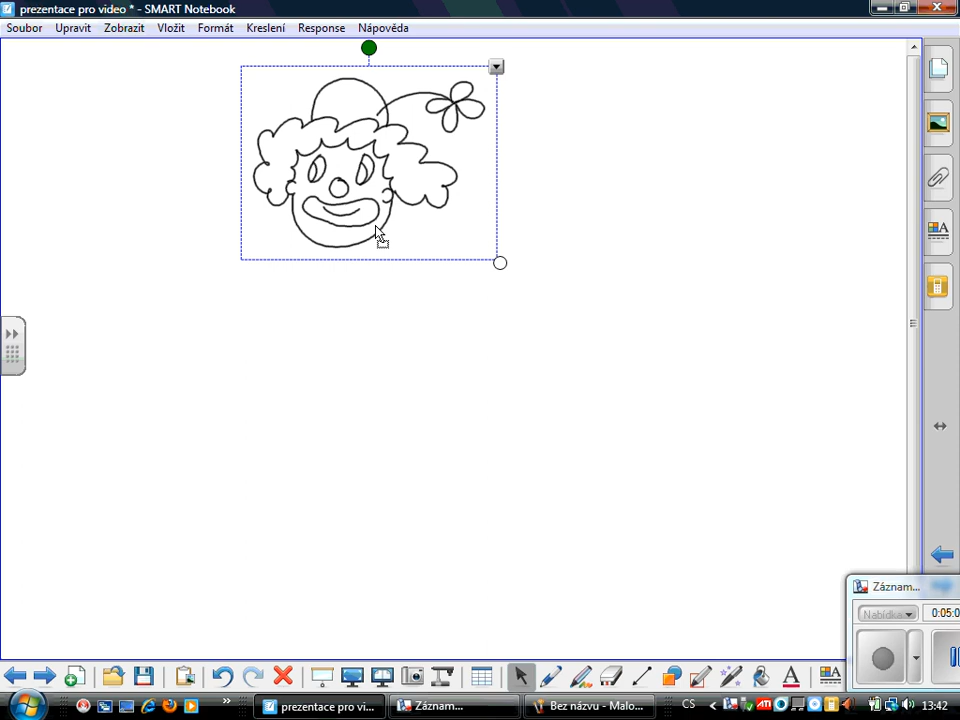 prezentace pro video * - SMART Notebook
Soubor Upravit Zobrazit Vložit Formát Kreslení Response Nápověda
Záznam...
Nabídka
0:05:0
prezentace pro vi...
Záznam...
Bez názvu - Malo...
CS
ATI
13:42